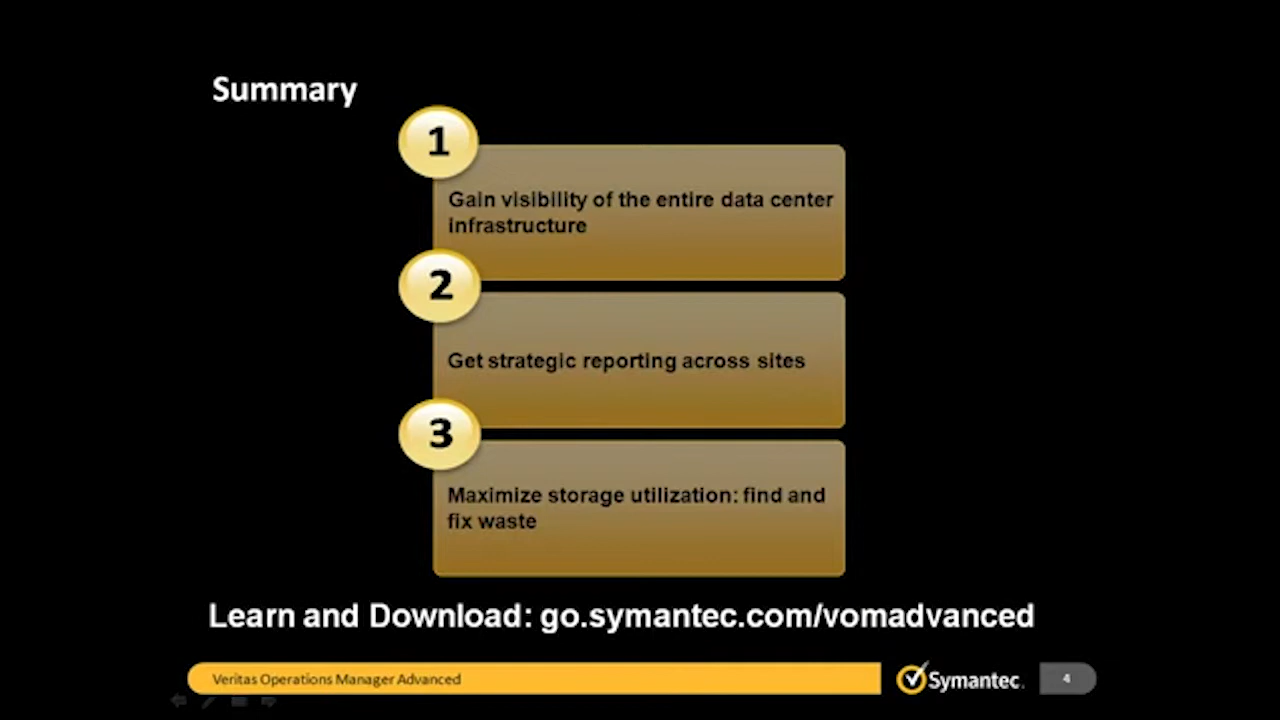 Summary
1
Gain visibility of the entire data center
infrastructure
2
Get strategic reporting across sites
3
Maximize storage utilization: find and
fix waste
Learn and Download: go.symantec.com/vomadvanced
Veritas Operations Manager Advanced
Symantec.
4